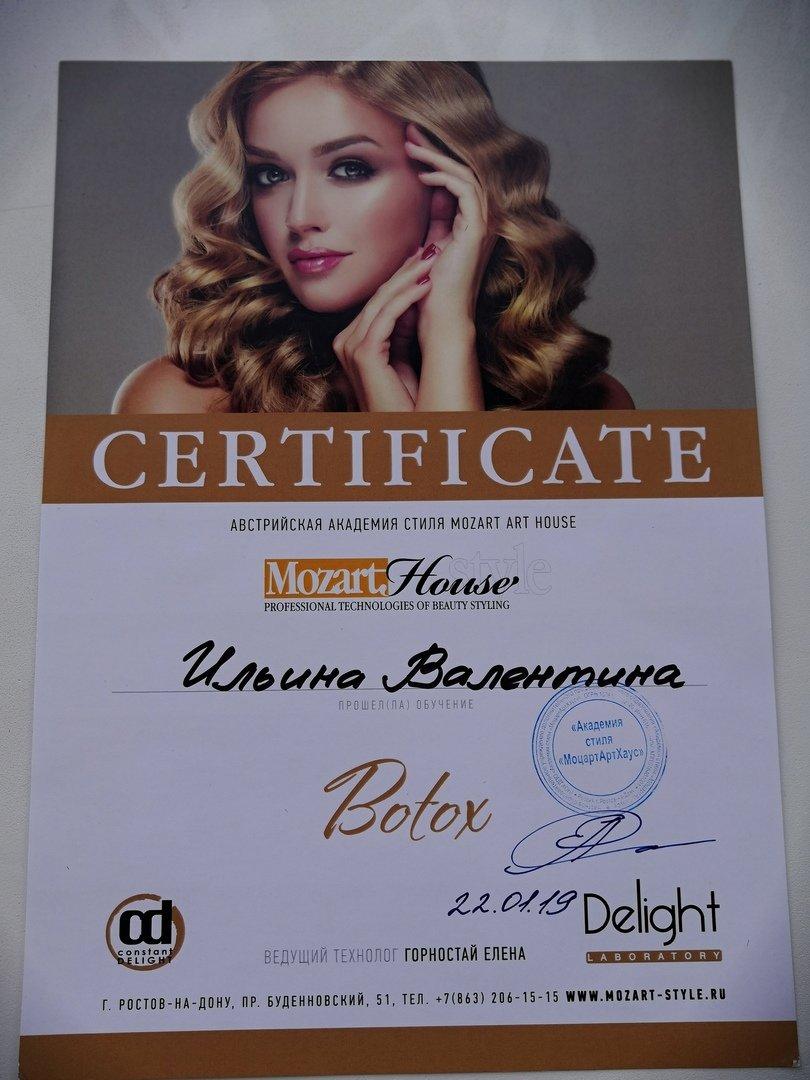 CERTIFICATE
АВСТРИЙСКАЯ АКАДЕМИЯ СТИЛЯ MOZART ART HOUSE
Mozart House style
PROFESSIONAL TECHNOLOGIES OF BEAUTY STYLING
Ильина Валентина
ПРОШЕЛ(ЛА) ОБУЧЕНИЕ
«Академия
стиля
«МоцартАртХаус»
Botox
22.01.19
cd
constant
DELIGHT
Delight
LABORATORY
ВЕДУЩИЙ ТЕХНОЛОГ ГОРНОСТАЙ ЕЛЕНА
Г. РОСТОВ-НА-ДОНУ, ПР. БУДЕННОВСКИЙ, 51, ТЕЛ. +7(863) 206-15-15 WWW.MOZART-STYLE.RU